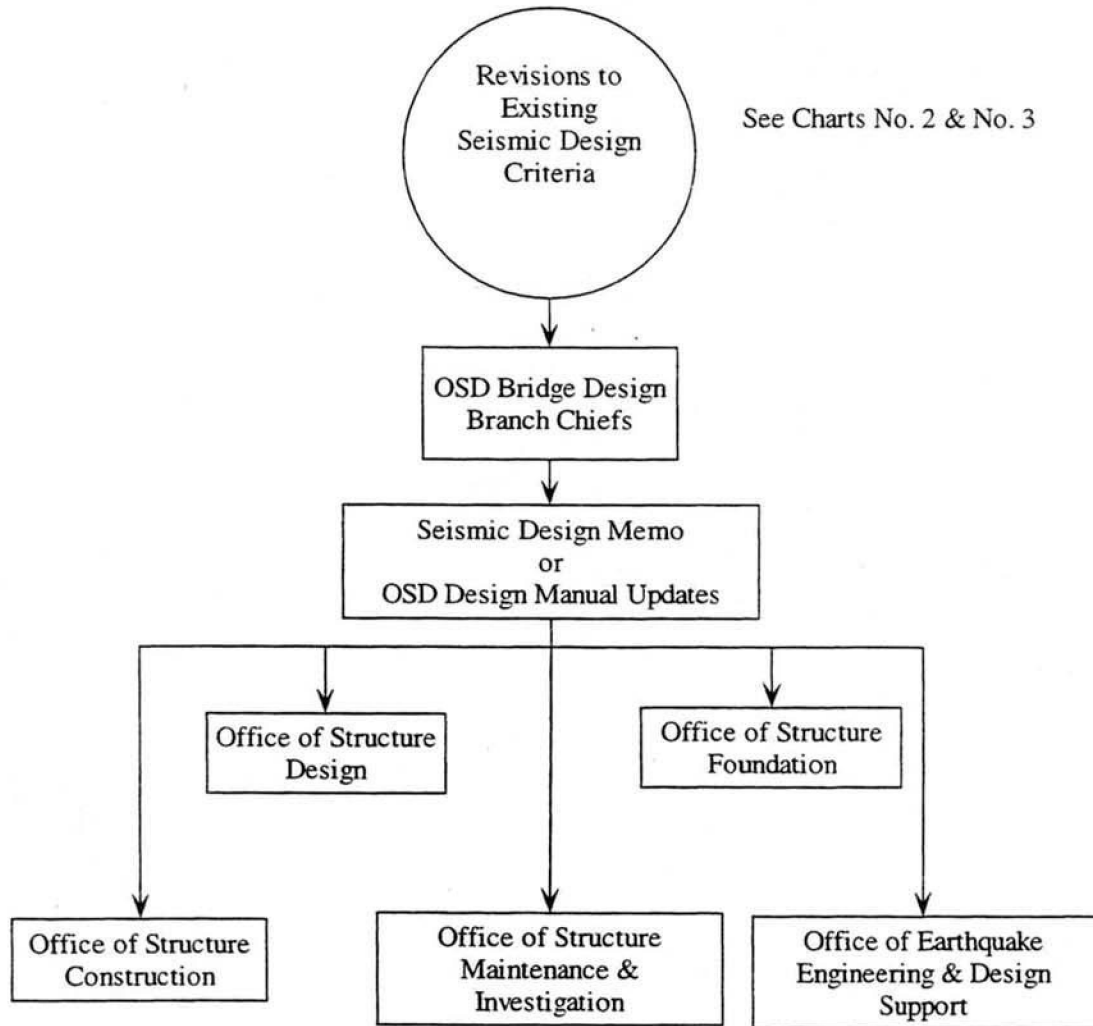 Revisions to
Existing
Seismic Design
Criteria
See Charts No. 2 & No. 3
OSD Bridge Design
Branch Chiefs
Seismic Design Memo
or
OSD Design Manual Updates
Office of Structure
Design
Office of Structure
Foundation
Office of Structure
Construction
Office of Structure
Maintenance &
Investigation
Office of Earthquake
Engineering & Design
Support